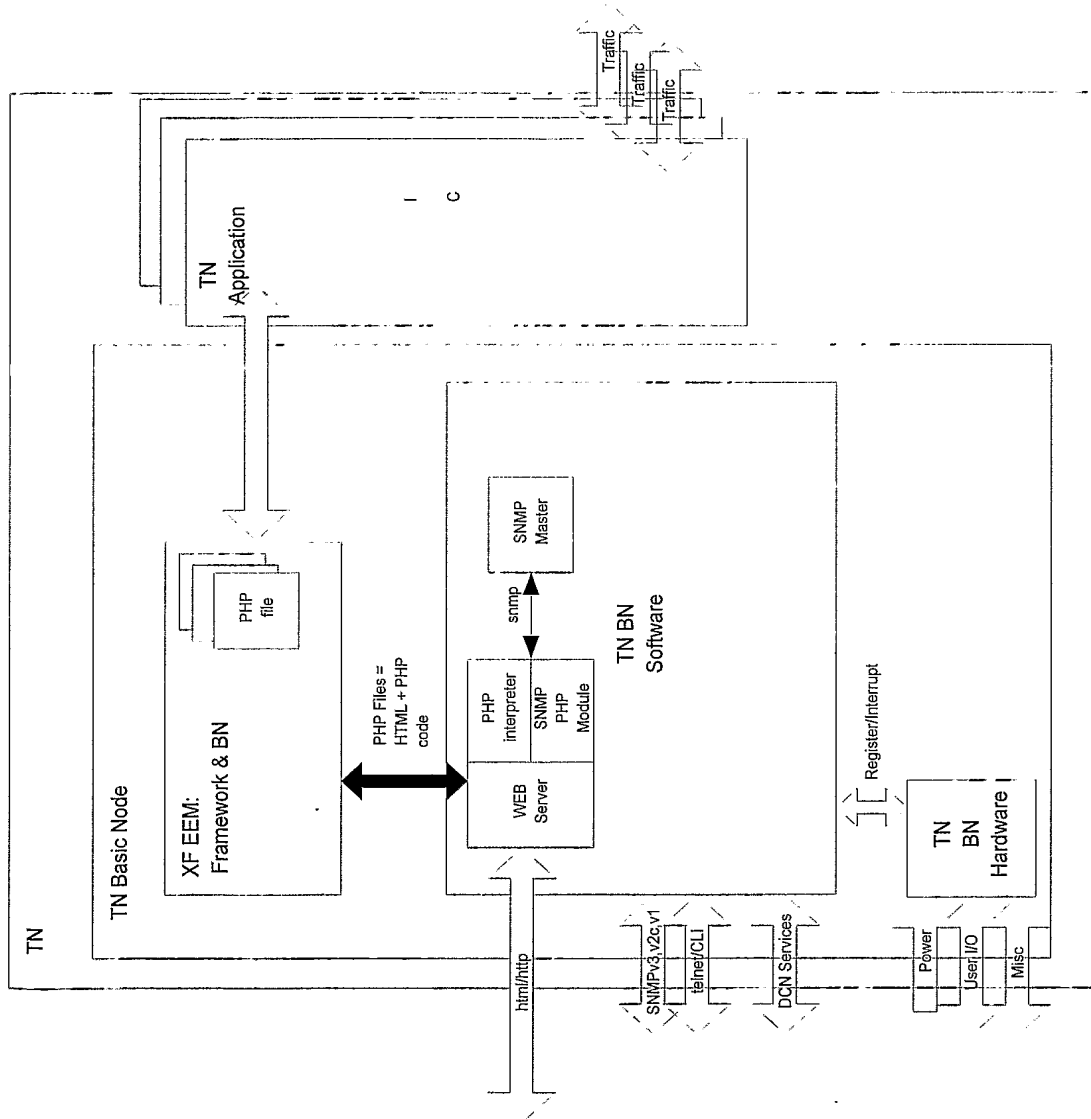 TN
TN Basic Node
XF EEM:
Framework & BN
PHP
file
TN
Application
I
C
Traffic
Traffic
Traffic
PHP Files =
HTML + PHP
code
html/http
WEB
Server
PHP
interpreter
SNMP
PHP
Module
snmp
SNMP
Master
TN BN
Software
SNMPv3,v2c,v1
telnet/CLI
DCN Services
Register/Interrupt
TN
BN
Hardware
Power
User I/O
Misc